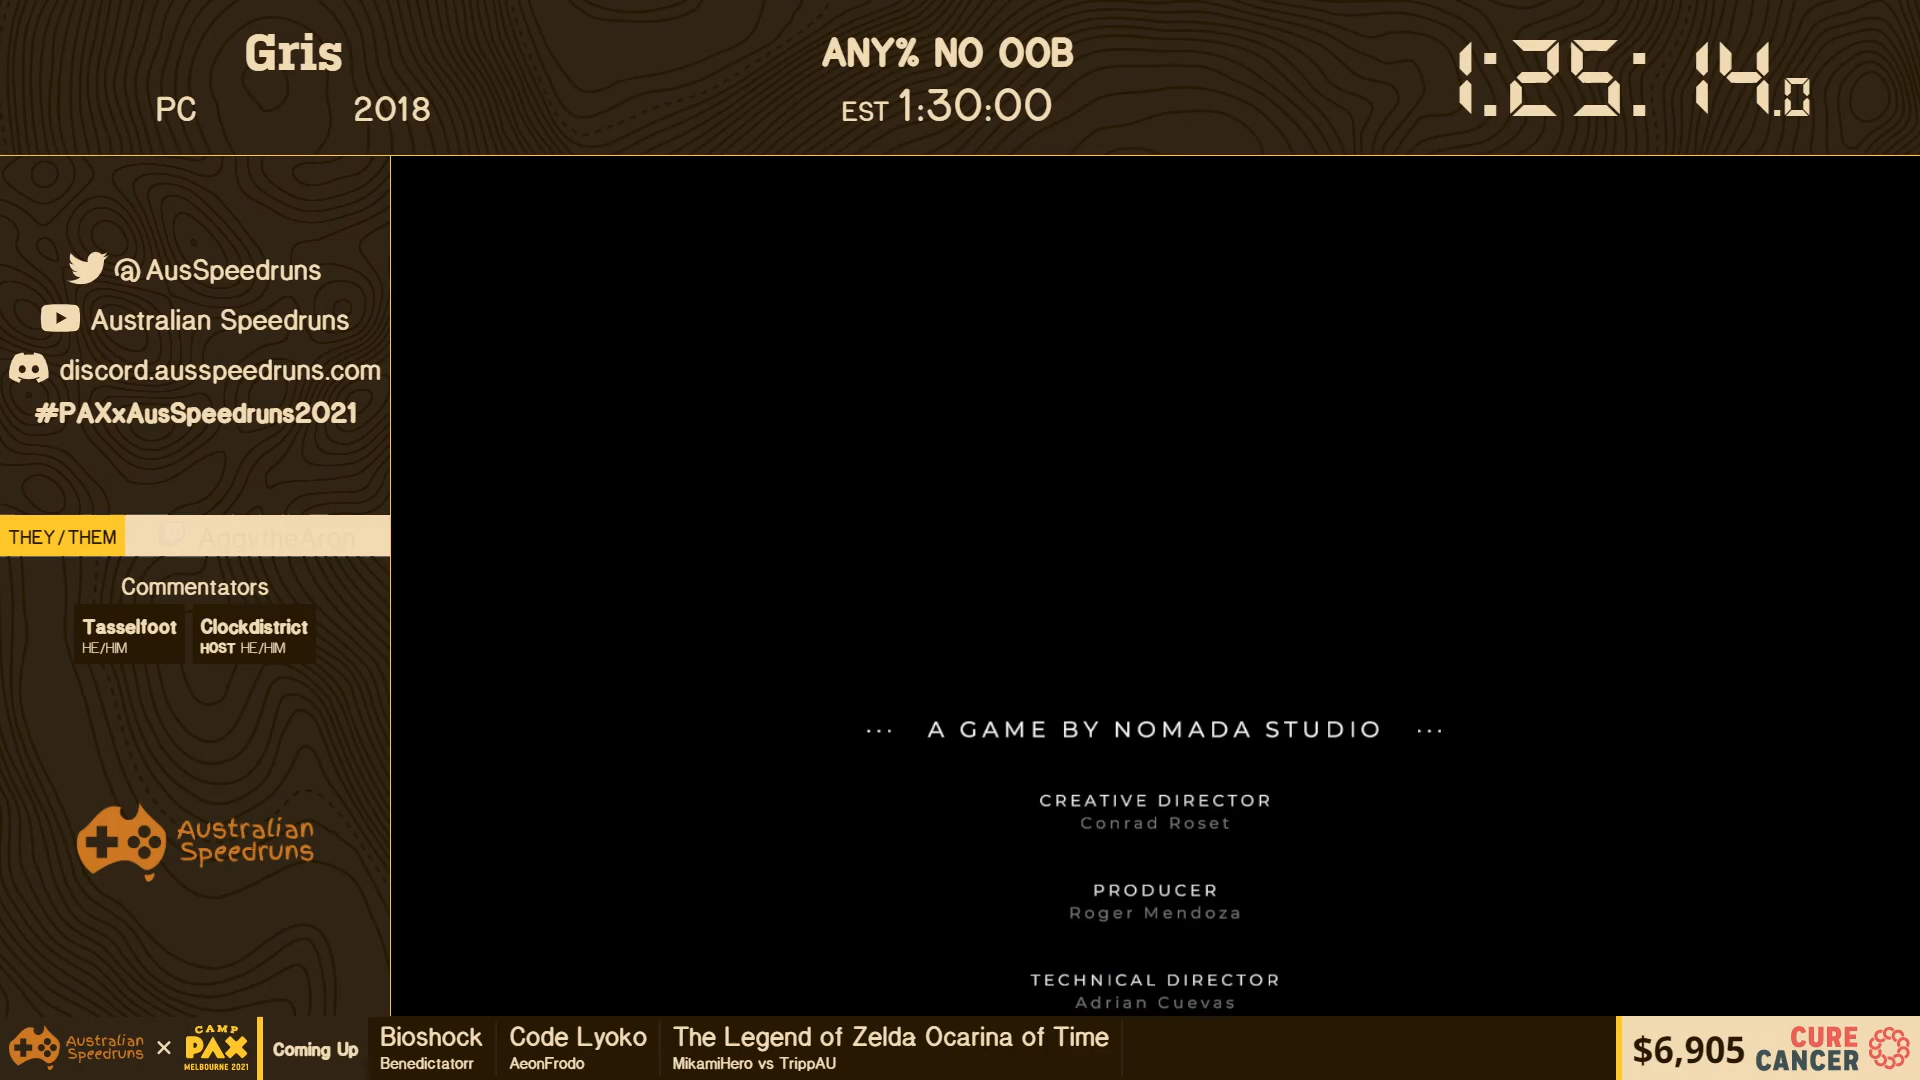 Gris
PC 2018
ANY% NO OOB
EST 1:30:00
1:25:14.0
@AusSpeedruns
Australian Speedruns
discord.ausspeedruns.com
#PAXxAusSpeedruns2021
THEY/THEM AggytheAron
Commentators
Tasselfoot
HE/HIM
Clockdistrict
HOST HE/HIM
Australian
Speedruns
··· A GAME BY NOMADA STUDIO ···
CREATIVE DIRECTOR
Conrad Roset
PRODUCER
Roger Mendoza
TECHNICAL DIRECTOR
Adrian Cuevas
Australian
Speedruns
×
CAMP
PAX
MELBOURNE 2021
Coming Up
Bioshock
Benedictatorr
Code Lyoko
AeonFrodo
The Legend of Zelda Ocarina of Time
MikamiHero vs TrippAU
$6,905
CURE
CANCER